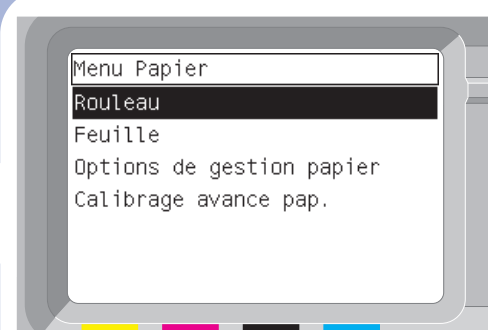 Menu Papier
Rouleau
Feuille
Options de gestion papier
Calibrage avance pap.